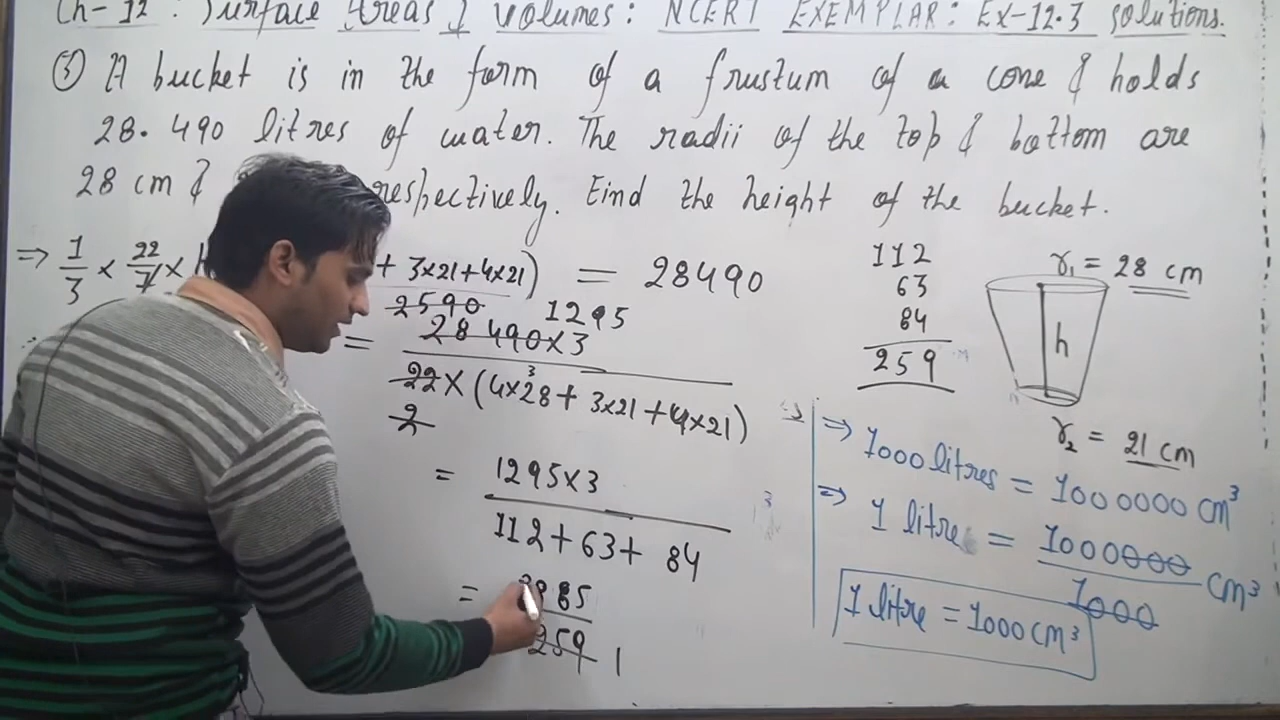 Ch-12: Surface Areas & Volumes: NCERT EXEMPLAR: Ex-12.3 solutions.
⑤ A bucket is in the form of a frustum of a cone & holds
28.490 litres of water. The radii of the top & bottom are
28 cm & respectively. Find the height of the bucket.
⇒ 1/3 × 22/7 × + 3×21+4×21) = 28490
2590 1295
= 28490×3
22×(4×28+ 3×21+4×21)
2
= 1295×3
112+63+ 84
= 3885
259 1
112
63
84
259
r₁ = 28 cm
h
r₂ = 21 cm
⇒ 1000 litres = 1000000 cm³
⇒ 1 litre = 1000000/1000 cm³
1 litre = 1000 cm³